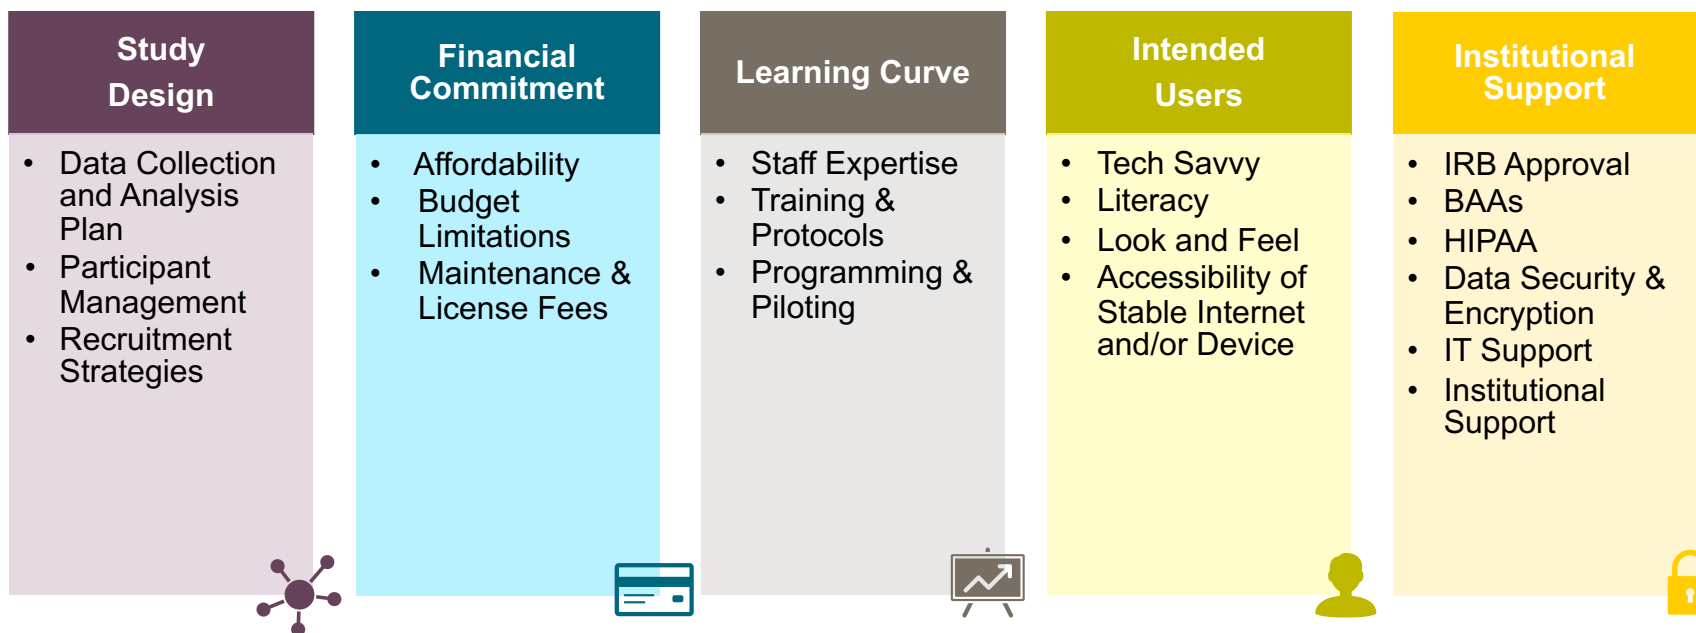 Study
Design
• Data Collection
and Analysis
Plan
• Participant
Management
• Recruitment
Strategies
Financial
Commitment
• Affordability
• Budget
Limitations
• Maintenance &
License Fees
Learning Curve
• Staff Expertise
• Training &
Protocols
• Programming &
Piloting
Intended
Users
• Tech Savvy
• Literacy
• Look and Feel
• Accessibility of
Stable Internet
and/or Device
Institutional
Support
• IRB Approval
• BAAs
• HIPAA
• Data Security &
Encryption
• IT Support
• Institutional
Support